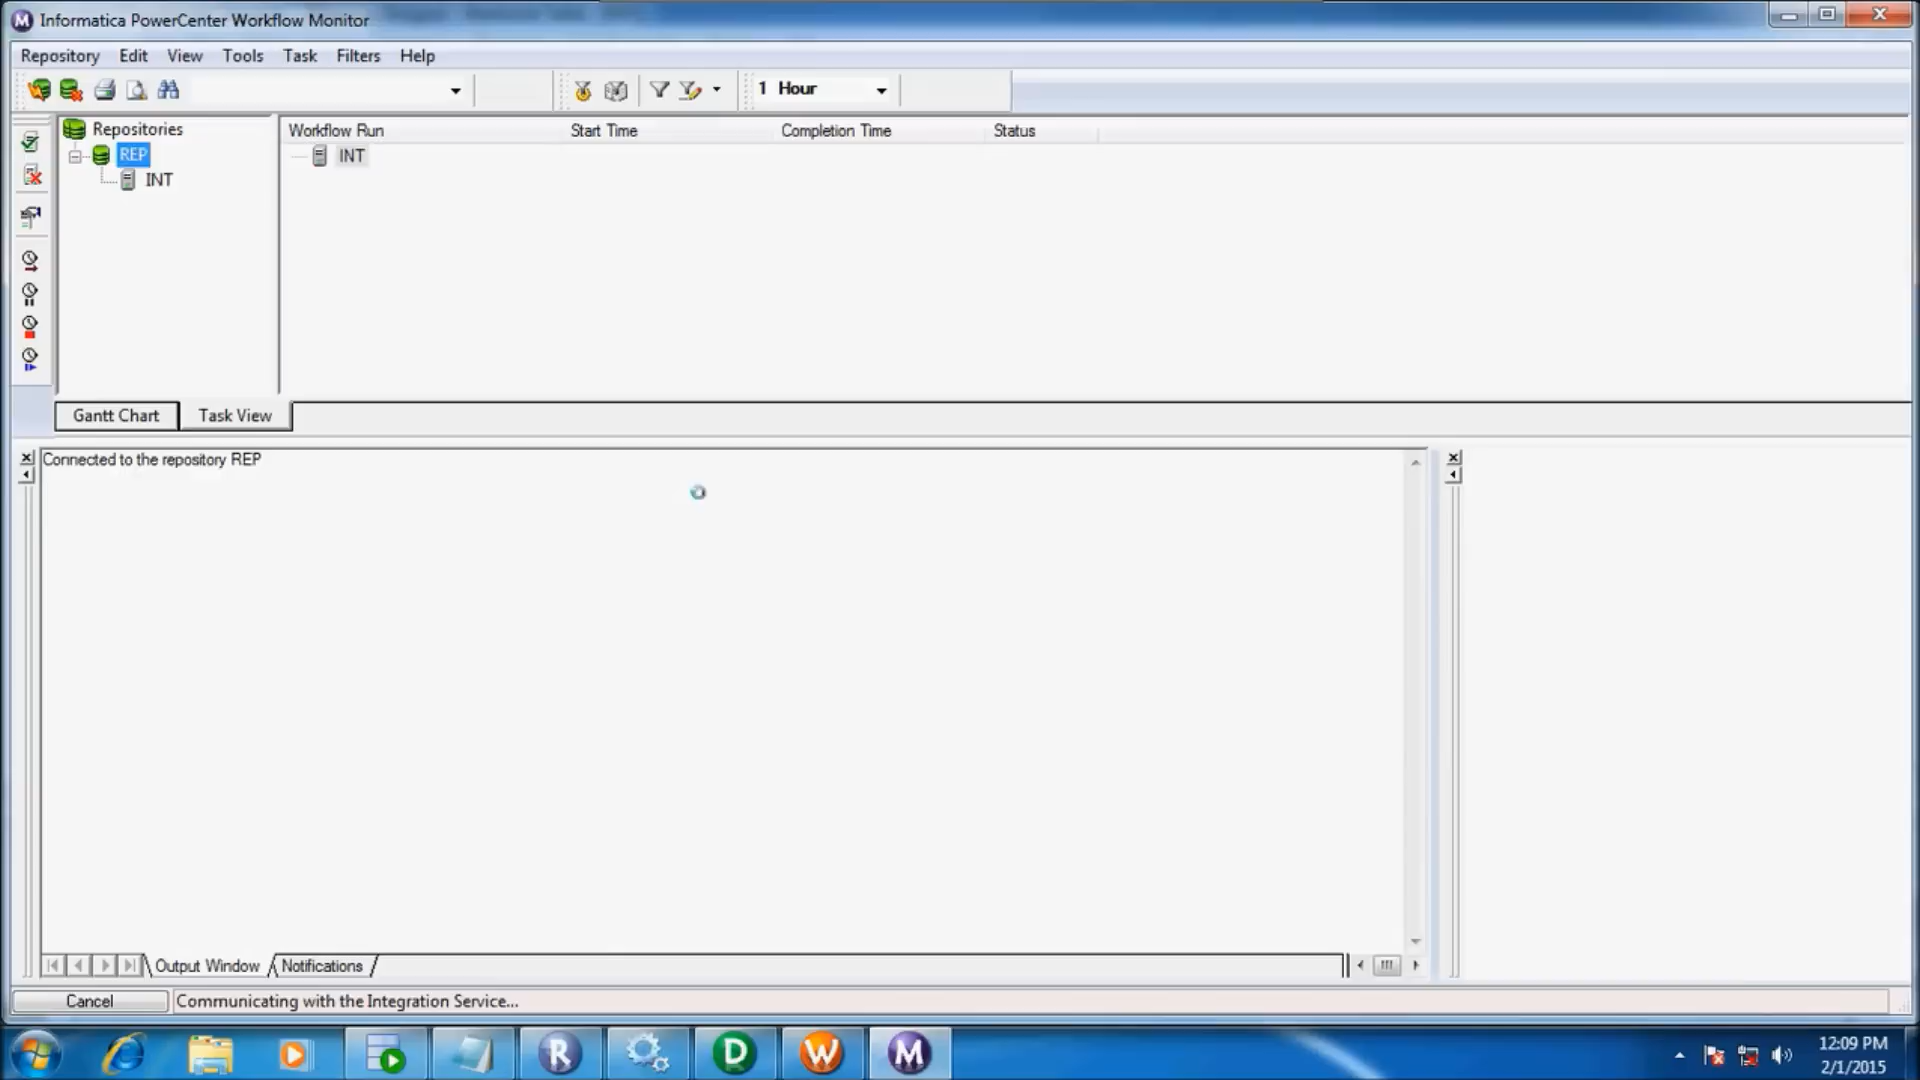 Informatica PowerCenter Workflow Monitor
Repository Edit View Tools Task Filters Help
1 Hour
Repositories
REP
INT
Workflow Run Start Time Completion Time Status
INT
Gantt Chart Task View
Connected to the repository REP
Output Window Notifications
Cancel Communicating with the Integration Service...
R D W M
12:09 PM
2/1/2015